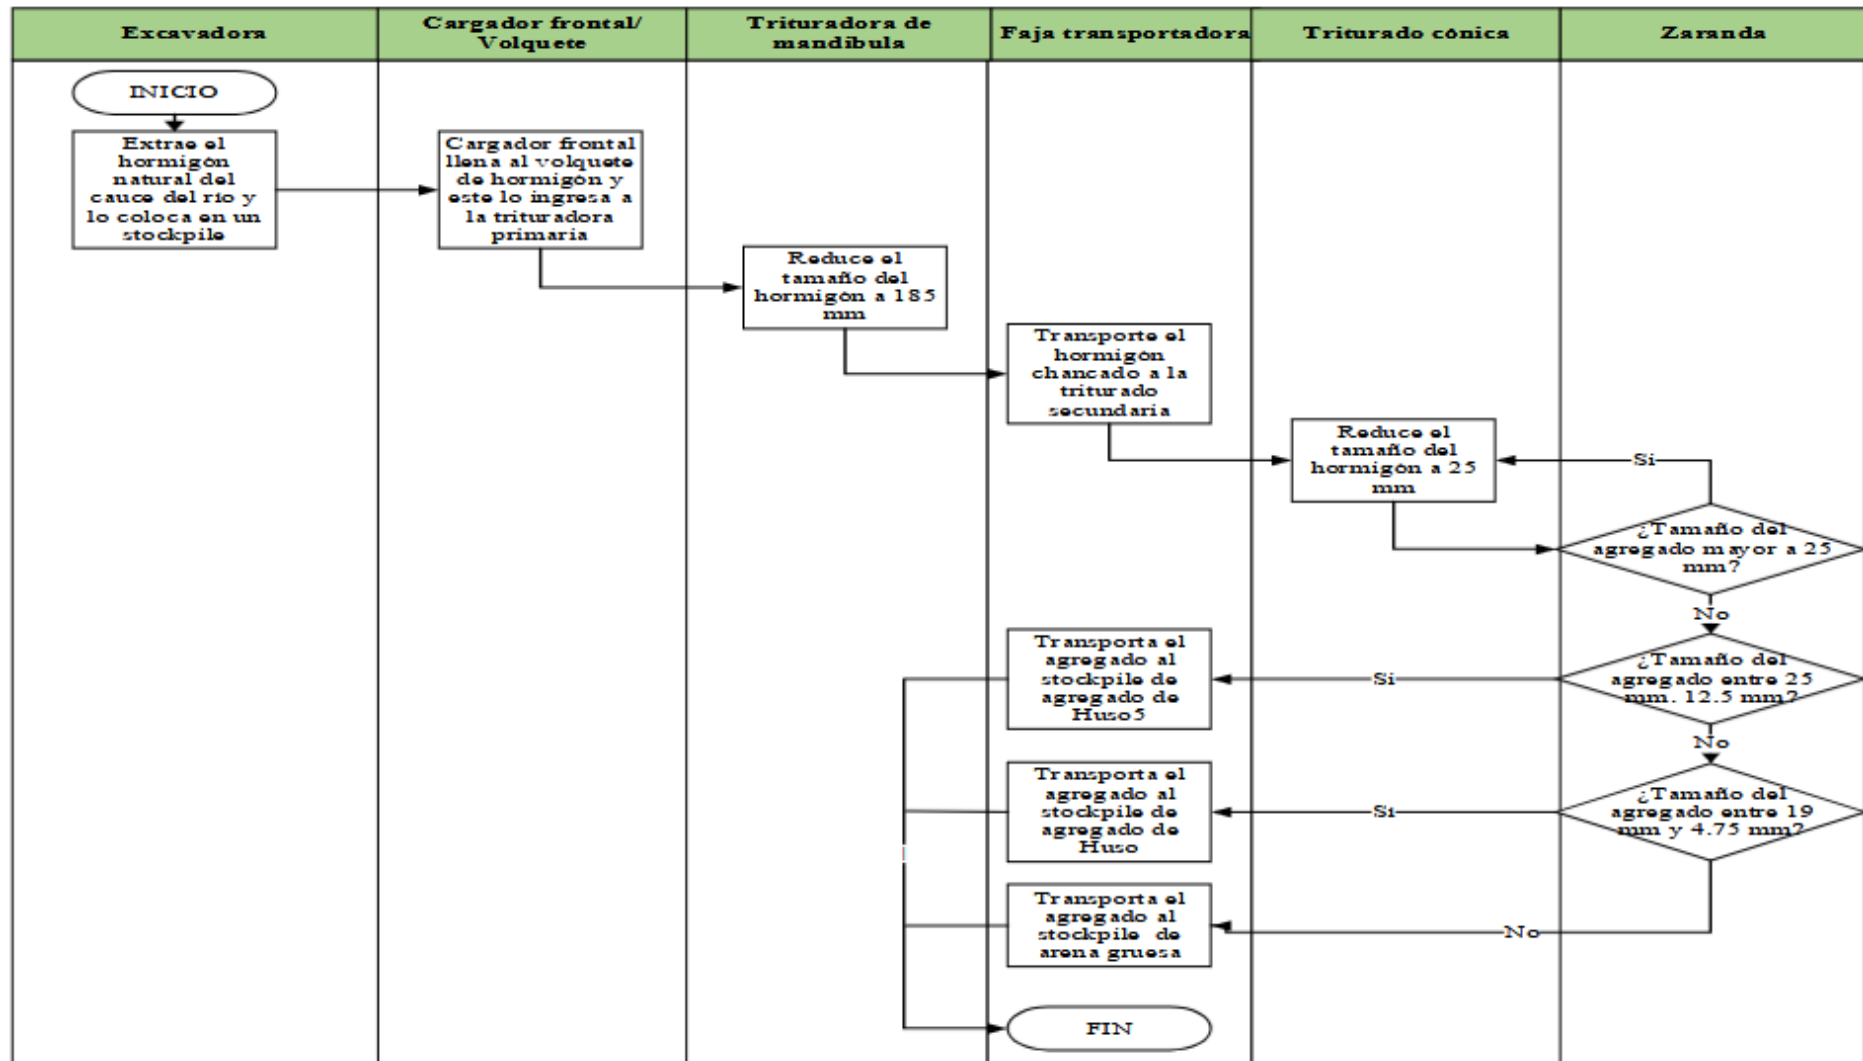 Excavadora
Cargador frontal/
Volquete
Trituradora de
mandíbula
Faja transportadora
Triturado cónica
Zaranda
INICIO
Extrae el
hormigón
natural del
cauce del río y
lo coloca en un
stockpile
Cargador frontal
llena al volquete
de hormigón y
este lo ingresa a
la trituradora
primaria
Reduce el
tamaño del
hormigón a 185
mm
Transporte el
hormigón
chancado a la
triturado
secundaria
Reduce el
tamaño del
hormigón a 25
mm
Si
¿Tamaño del
agregado mayor a 25
mm?
No
Transporta el
agregado al
stockpile de
agregado de
Huso5
Si
¿Tamaño del
agregado entre 25
mm. 12.5 mm?
No
Transporta el
agregado al
stockpile de
agregado de
Huso
Si
¿Tamaño del
agregado entre 19
mm y 4.75 mm?
Transporta el
agregado al
stockpile de
arena gruesa
No
FIN